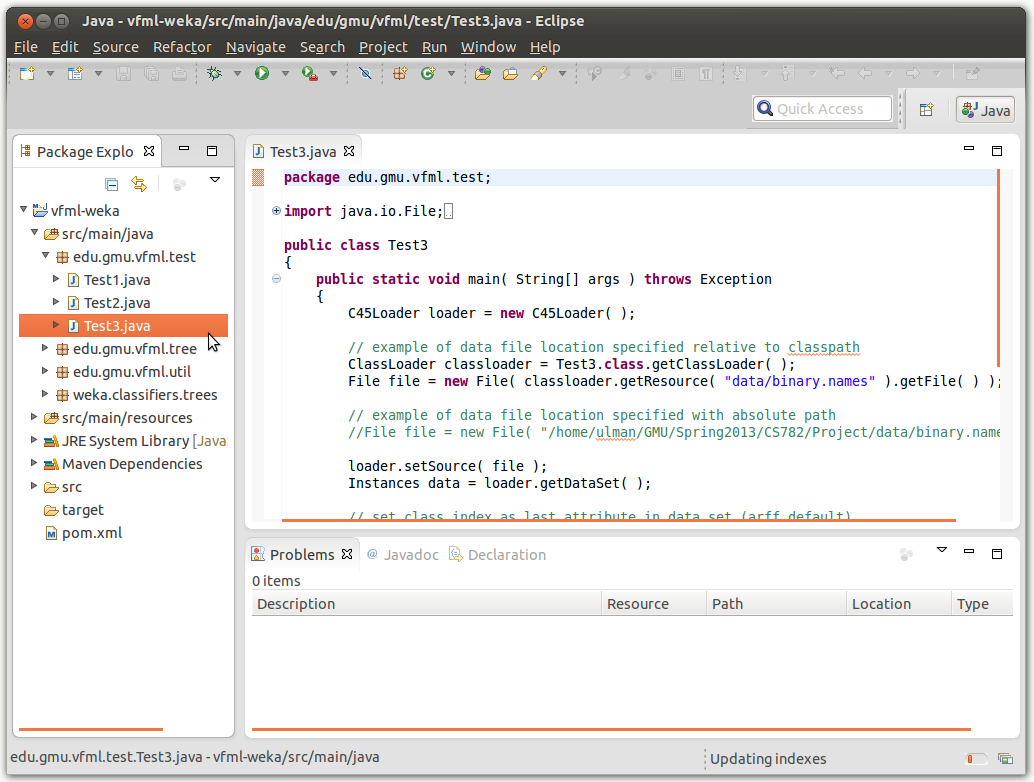 Java - vfml-weka/src/main/java/edu/gmu/vfml/test/Test3.java - Eclipse
File Edit Source Refactor Navigate Search Project Run Window Help
Quick Access
Java
Package Explo
vfml-weka
src/main/java
edu.gmu.vfml.test
Test1.java
Test2.java
Test3.java
edu.gmu.vfml.tree
edu.gmu.vfml.util
weka.classifiers.trees
src/main/resources
JRE System Library [Java
Maven Dependencies
src
target
pom.xml
Test3.java
package edu.gmu.vfml.test;
import java.io.File;
public class Test3
{
public static void main( String[] args ) throws Exception
{
C45Loader loader = new C45Loader( );
// example of data file location specified relative to classpath
ClassLoader classloader = Test3.class.getClassLoader( );
File file = new File( classloader.getResource( "data/binary.names" ).getFile( ) );
// example of data file location specified with absolute path
//File file = new File( "/home/ulman/GMU/Spring2013/CS782/Project/data/binary.name
loader.setSource( file );
Instances data = loader.getDataSet( );
// set class index as last attribute in data set (arff default)
Problems Javadoc Declaration
0 items
Description Resource Path Location Type
edu.gmu.vfml.test.Test3.java - vfml-weka/src/main/java
Updating indexes